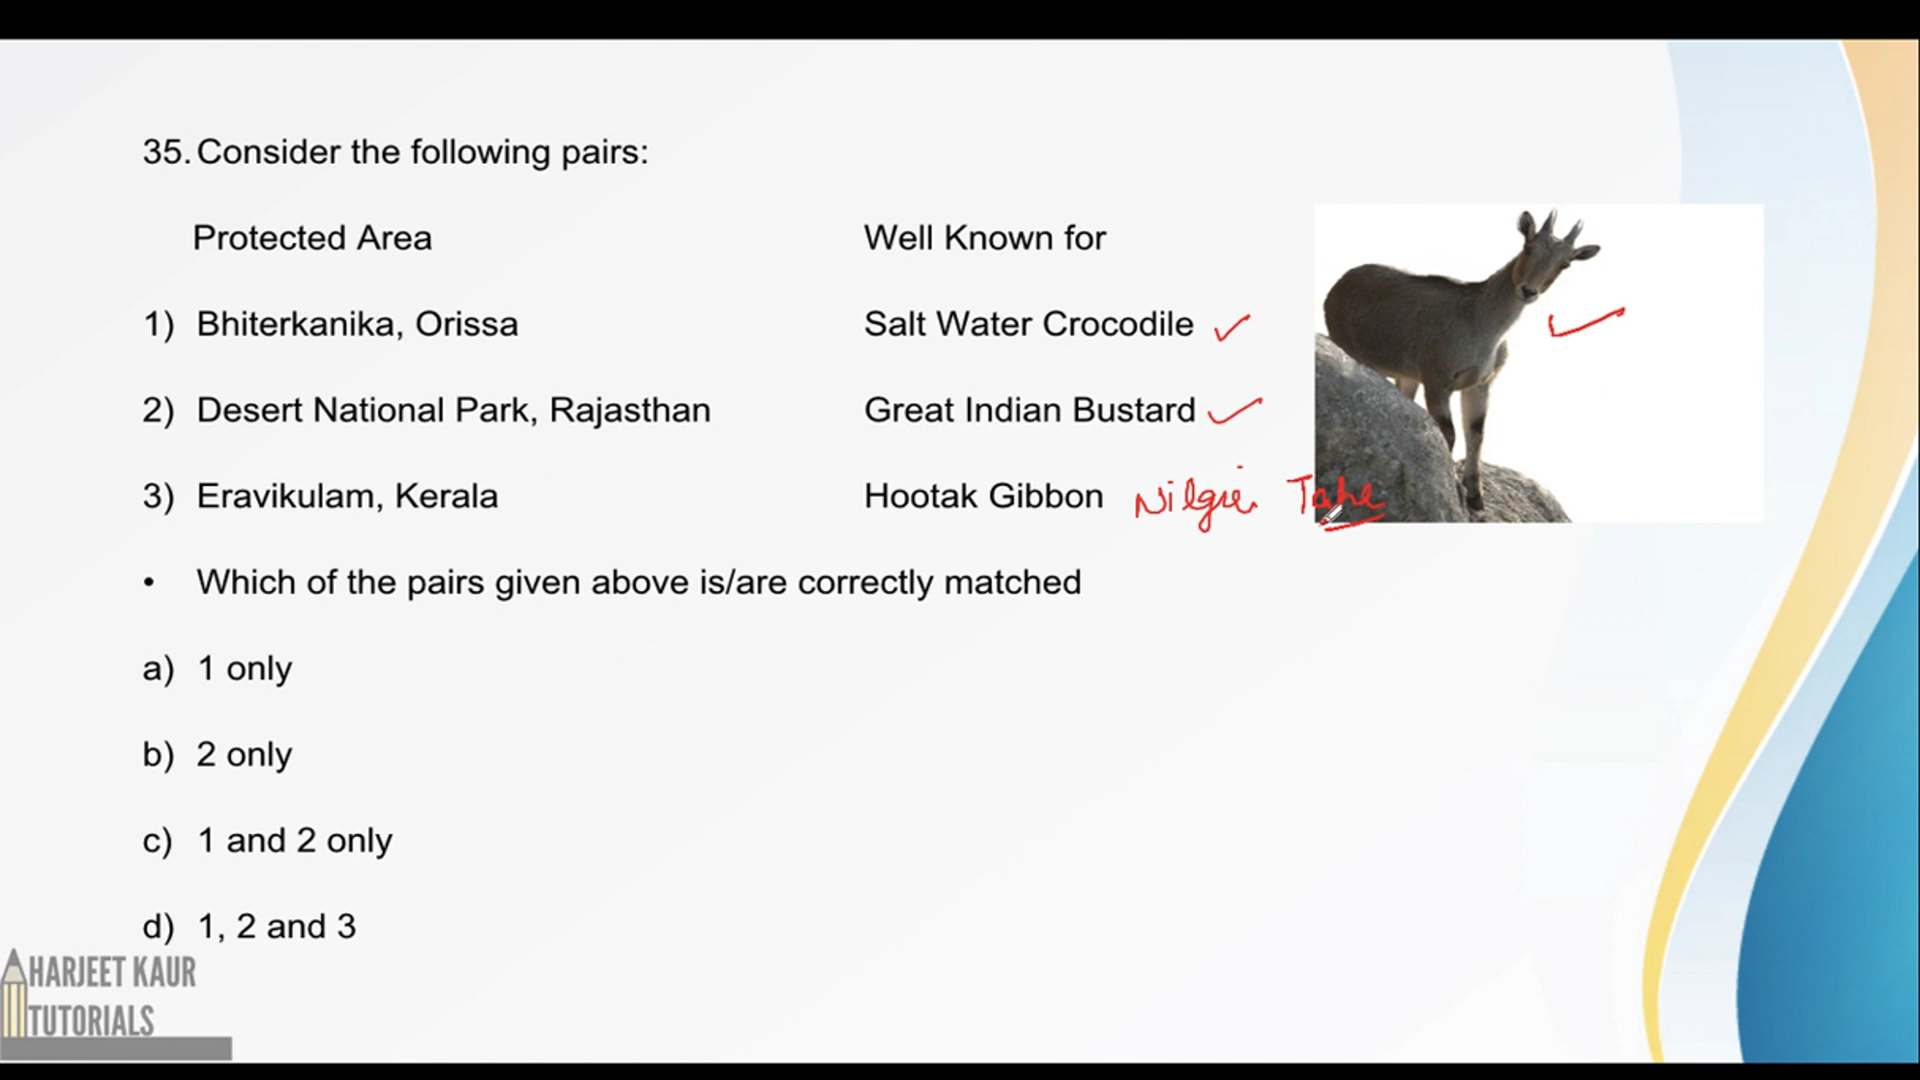 35. Consider the following pairs:
Protected Area Well Known for
1) Bhiterkanika, Orissa Salt Water Crocodile
2) Desert National Park, Rajasthan Great Indian Bustard
3) Eravikulam, Kerala Hootak Gibbon Nilgiri
• Which of the pairs given above is/are correctly matched
a) 1 only
b) 2 only
c) 1 and 2 only
d) 1, 2 and 3
HARJEET KAUR
TUTORIALS